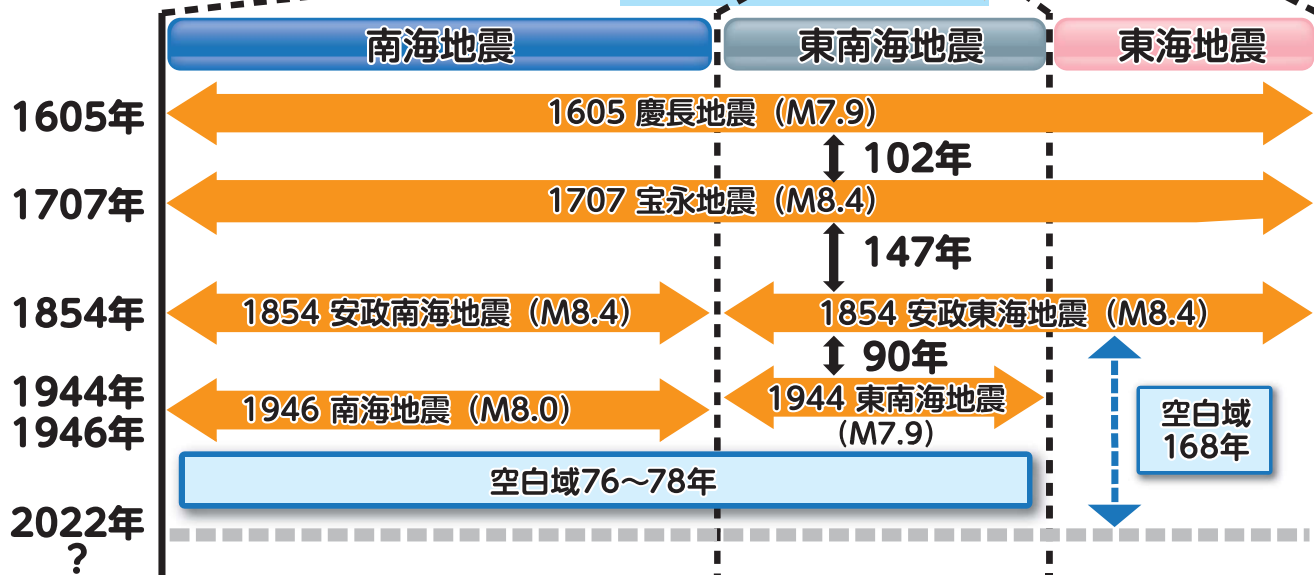 南海地震
東南海地震
東海地震
1605年
1605 慶長地震（M7.9）
102年
1707年
1707 宝永地震（M8.4）
147年
1854年
1854 安政南海地震（M8.4）
1854 安政東海地震（M8.4）
90年
1944年
1946年
1946 南海地震（M8.0）
1944 東南海地震
（M7.9）
空白域
168年
空白域76～78年
2022年
？